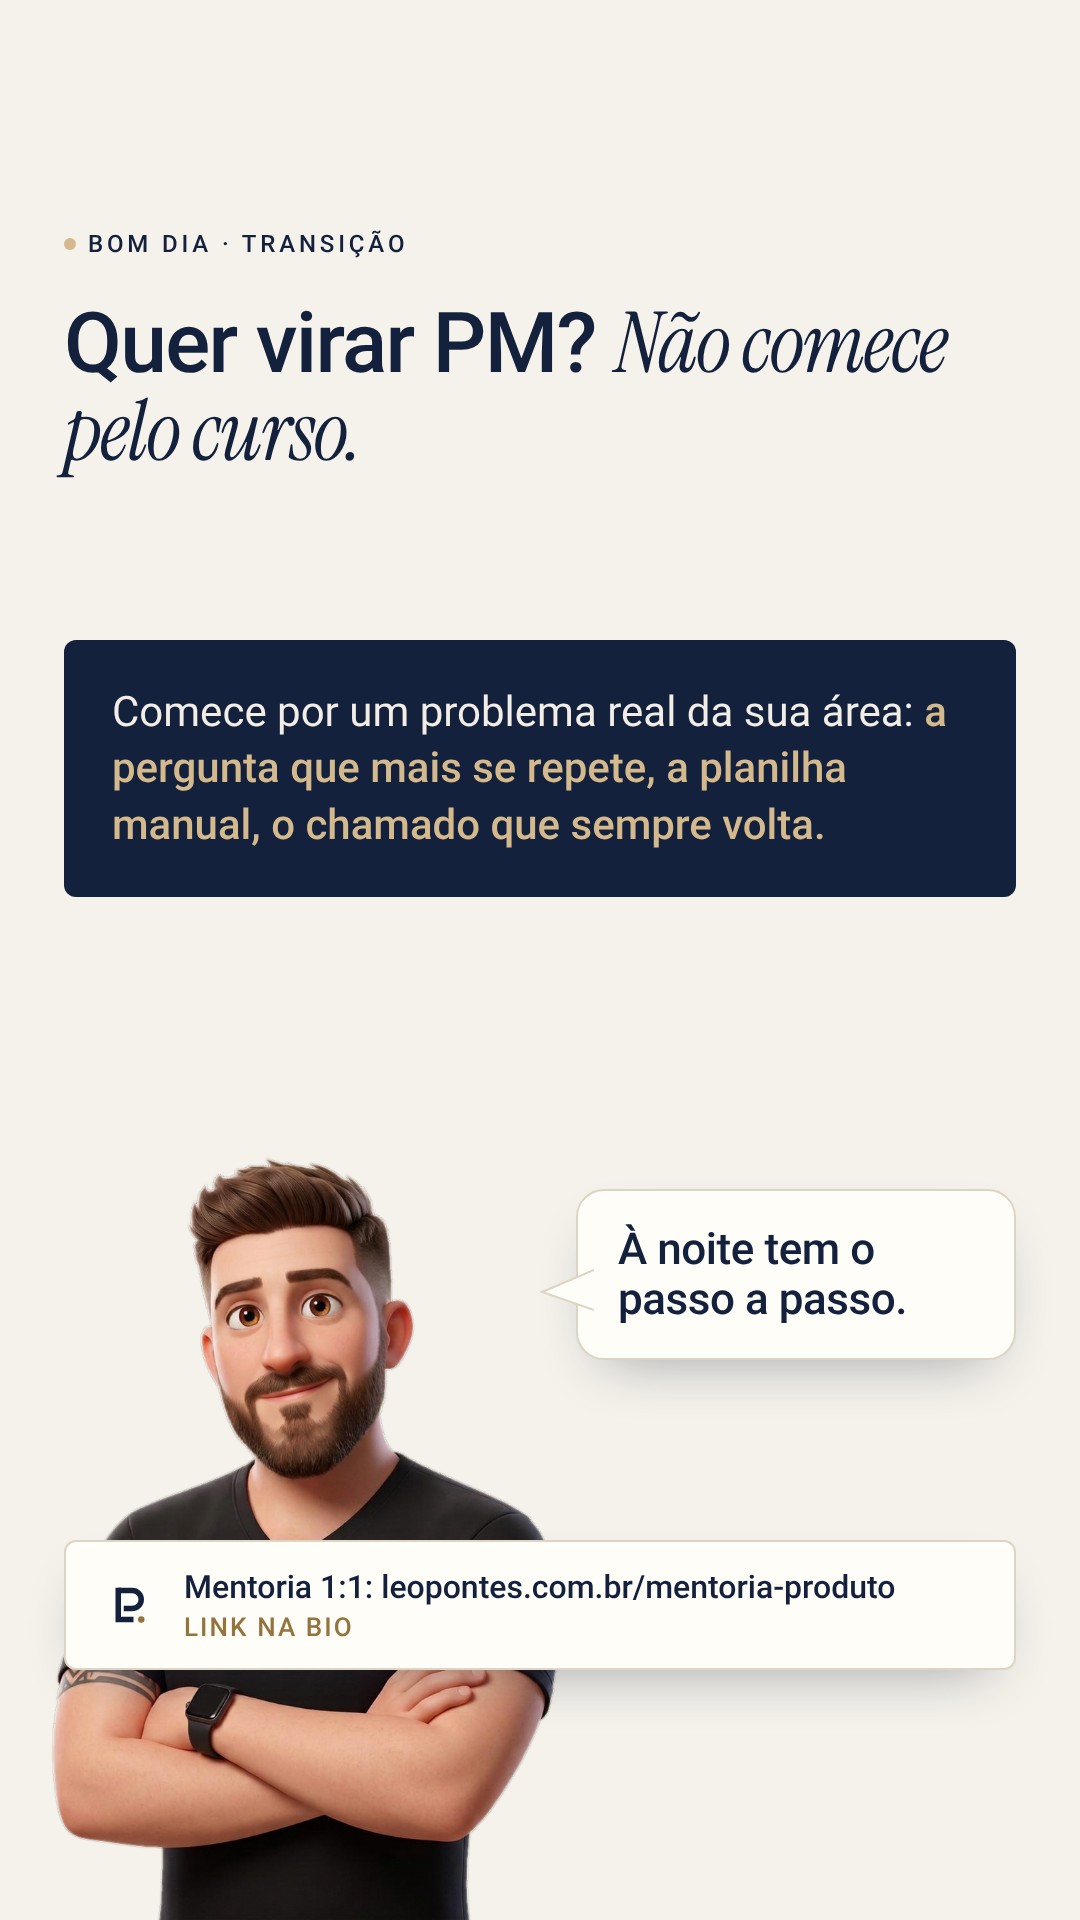 BOM DIA · TRANSIÇÃO
Quer virar PM? Não comece
pelo curso.
Comece por um problema real da sua área: a
pergunta que mais se repete, a planilha
manual, o chamado que sempre volta.
À noite tem o
passo a passo.
Mentoria 1:1: leopontes.com.br/mentoria-produto
LINK NA BIO